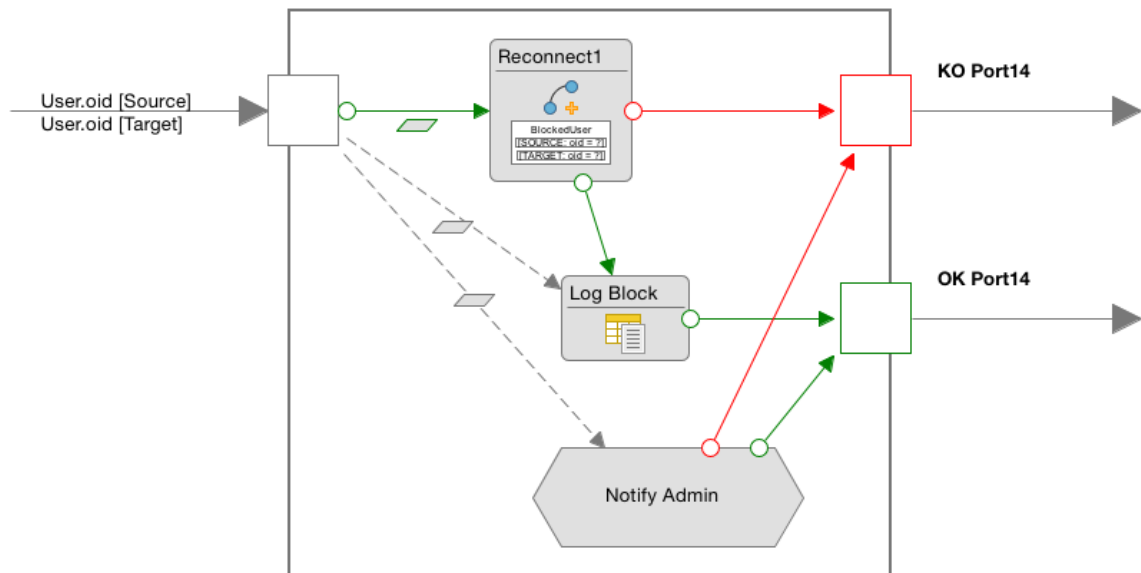 User.oid [Source]
User.oid [Target]
Reconnect1
BlockedUser
[SOURCE: oid = ?]
[TARGET: oid = ?]
KO Port14
Log Block
OK Port14
Notify Admin